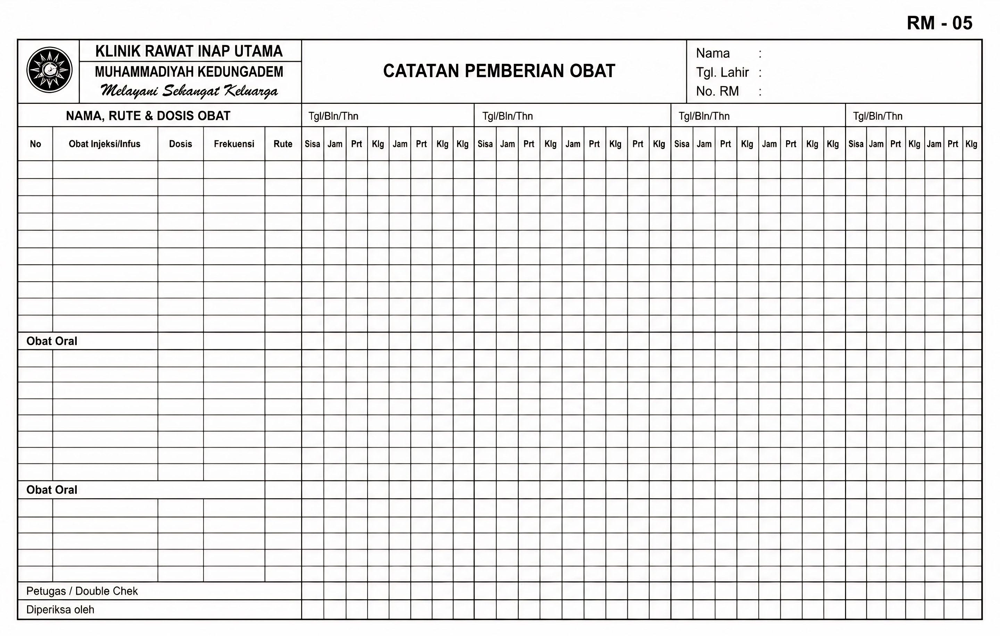 RM - 05
KLINIK RAWAT INAP UTAMA
MUHAMMADIYAH KEDUNGADEM
Melayani Sehangat Keluarga
CATATAN PEMBERIAN OBAT
Nama :
Tgl. Lahir :
No. RM :
NAMA, RUTE & DOSIS OBAT Tgl/Bln/Thn Tgl/Bln/Thn Tgl/Bln/Thn Tgl/Bln/Thn
No Obat Injeksi/Infus Dosis Frekuensi Rute Sisa Jam Prt Klg Jam Prt Klg Klg Sisa Jam Prt Klg Jam Prt Klg Prt Klg Sisa Jam Prt Klg Jam Prt Klg Klg Sisa Jam Prt Klg Jam Prt Klg
Obat Oral
Obat Oral
Petugas / Double Chek
Diperiksa oleh